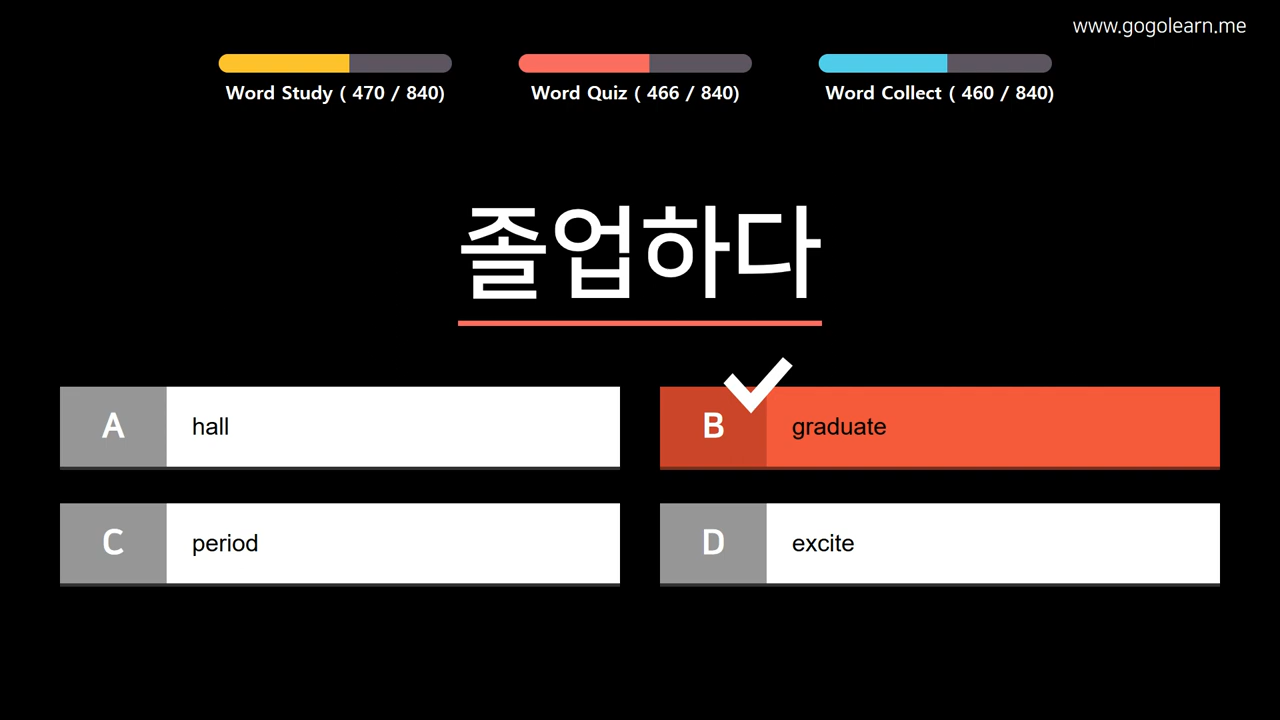 www.gogolearn.me
Word Study ( 470 / 840)
Word Quiz ( 466 / 840)
Word Collect ( 460 / 840)
졸업하다
A hall
B graduate
C period
D excite